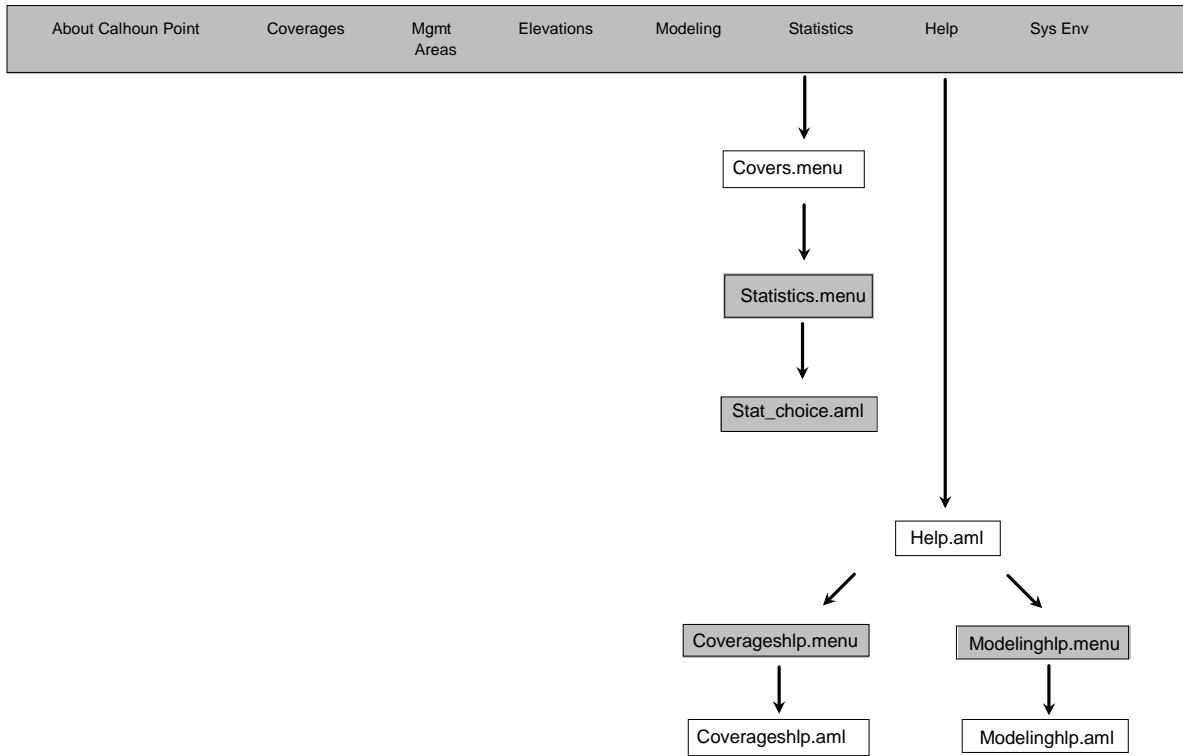 About Calhoun Point Coverages Mgmt Elevations Modeling Statistics Help Sys Env
Areas
Covers.menu
Statistics.menu
Stat_choice.aml
Help.aml
Coverageshlp.menu Modelinghlp.menu
Coverageshlp.aml Modelinghlp.aml